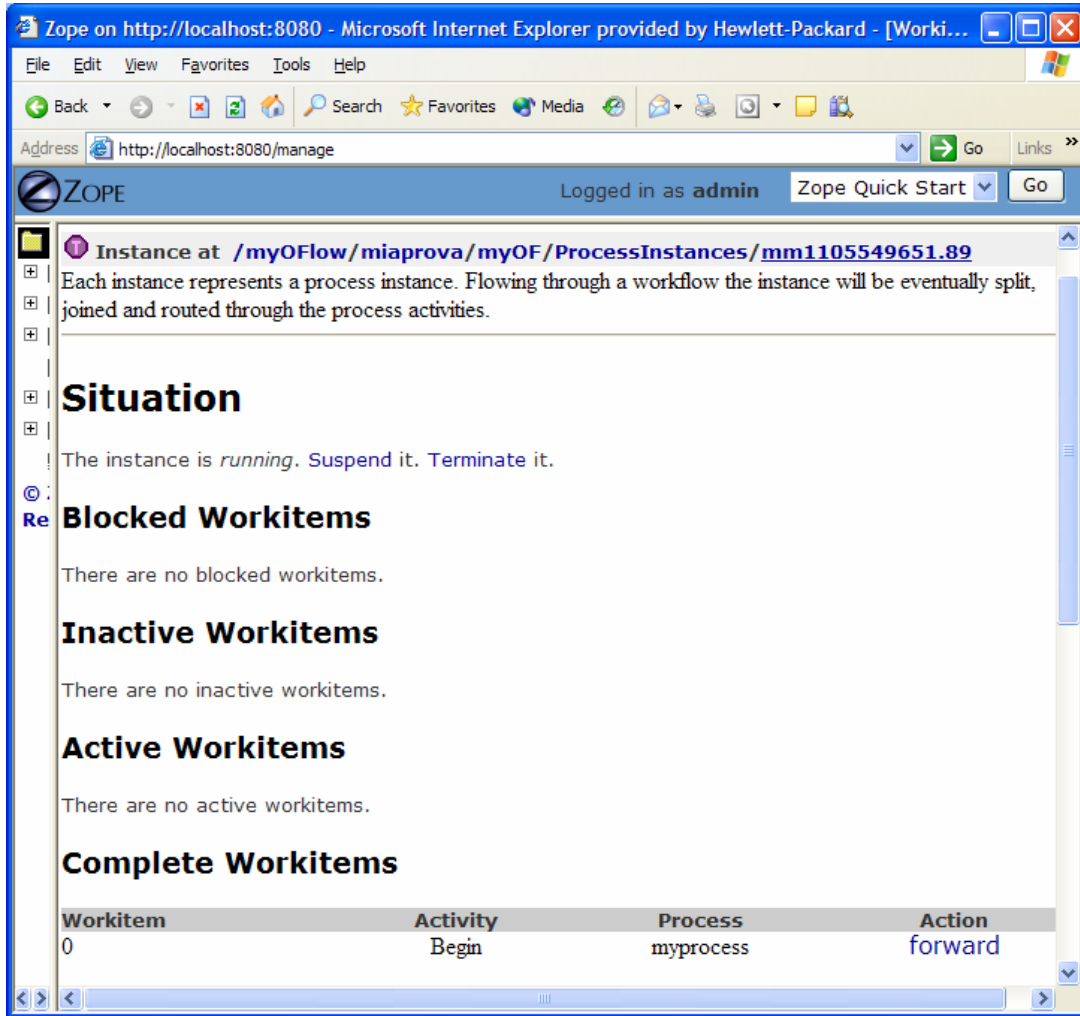 Zope on http://localhost:8080 - Microsoft Internet Explorer provided by Hewlett-Packard - [Worki...
File Edit View Favorites Tools Help
Back Search Favorites Media
Address http://localhost:8080/manage Go Links »
ZOPE Logged in as admin Zope Quick Start Go
Instance at /myOFlow/miaprova/myOF/ProcessInstances/mm1105549651.89
Each instance represents a process instance. Flowing through a workflow the instance will be eventually split,
joined and routed through the process activities.
Situation
The instance is running. Suspend it. Terminate it.
©
Re
Blocked Workitems
There are no blocked workitems.
Inactive Workitems
There are no inactive workitems.
Active Workitems
There are no active workitems.
Complete Workitems
Workitem Activity Process Action
0 Begin myprocess forward